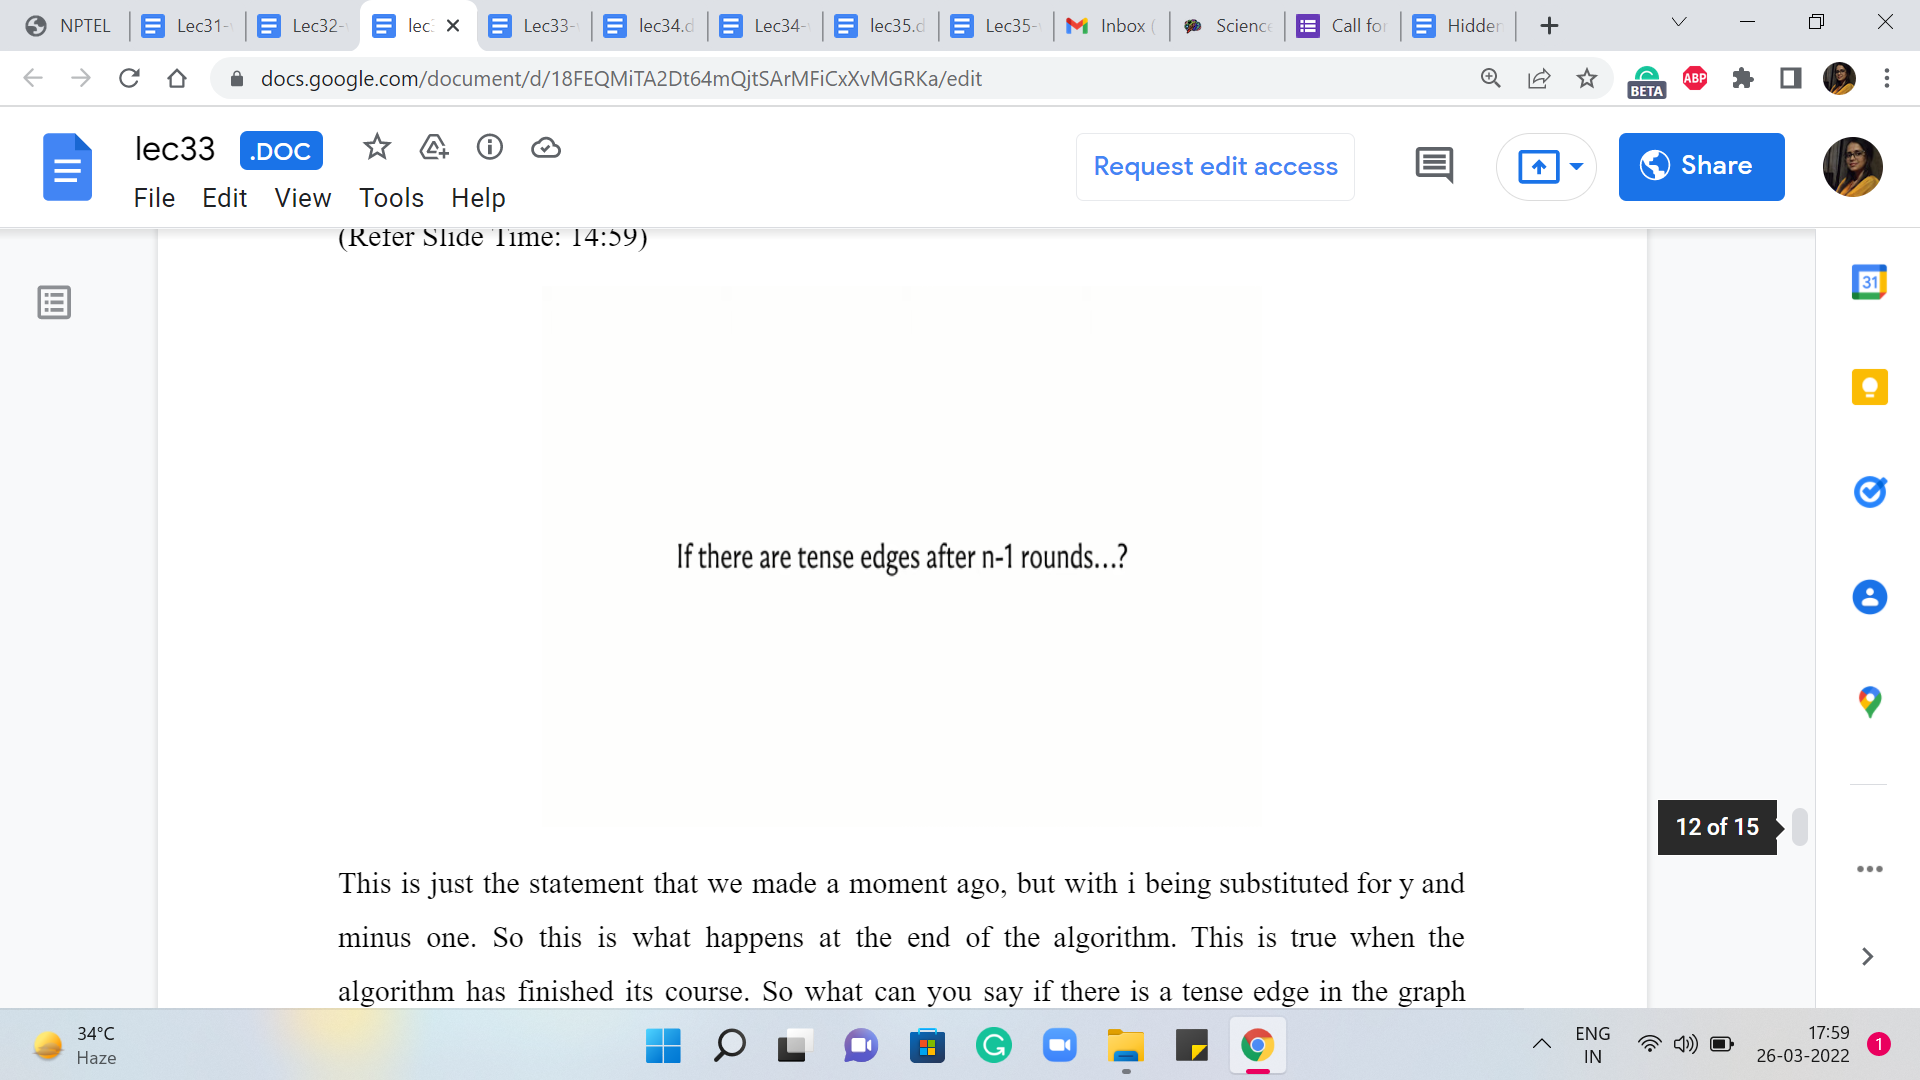 NPTEL
Lec31-
Lec32-
lec3
Lec33-
lec34.d
Lec34-
lec35.d
Lec35-
Inbox (
Science
Call for
Hidden
docs.google.com/document/d/18FEQMiTA2Dt64mQjtSArMFiCxXvMGRKa/edit
BETA
ABP
lec33
.DOC
Request edit access
Share
File Edit View Tools Help
(Refer Slide Time: 14:59)
31
If there are tense edges after n-1 rounds...?
12 of 15
This is just the statement that we made a moment ago, but with i being substituted for y and
minus one. So this is what happens at the end of the algorithm. This is true when the
algorithm has finished its course. So what can you say if there is a tense edge in the graph
34°C
Haze
ENG
IN
17:59
26-03-2022
1